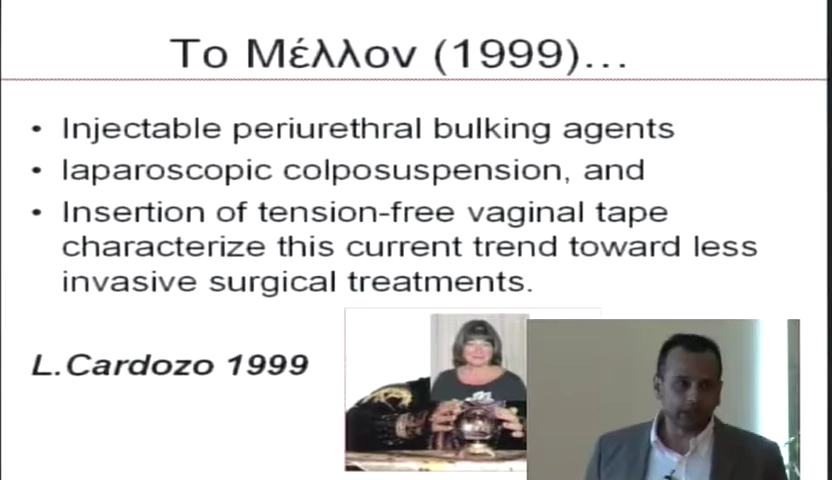 Το Μέλλον (1999)…
• Injectable periurethral bulking agents
• laparoscopic colposuspension, and
• Insertion of tension-free vaginal tape
characterize this current trend toward less
invasive surgical treatments.
L.Cardozo 1999